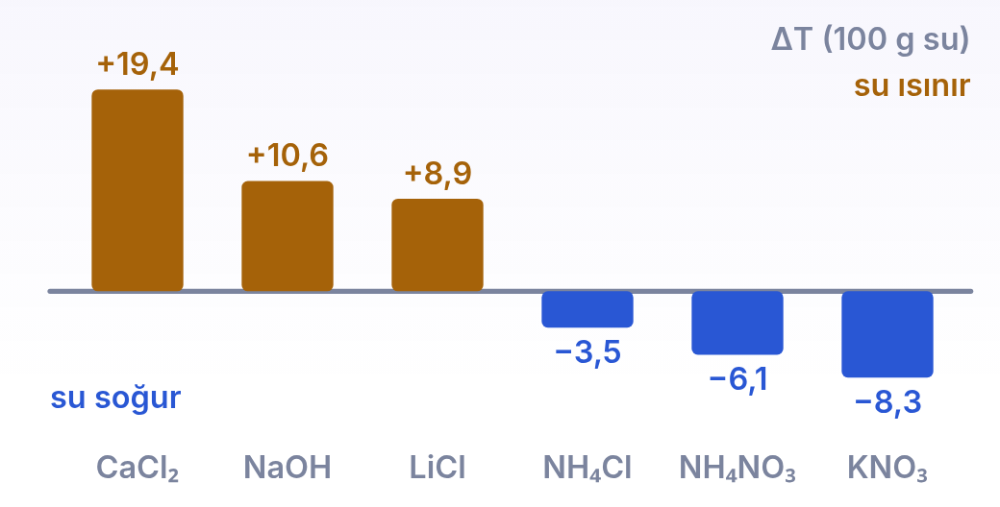 ΔT (100 g su)
su ısınır
+19,4
+10,6
+8,9
−3,5
−6,1
−8,3
su soğur
CaCl₂ NaOH LiCl NH₄Cl NH₄NO₃ KNO₃